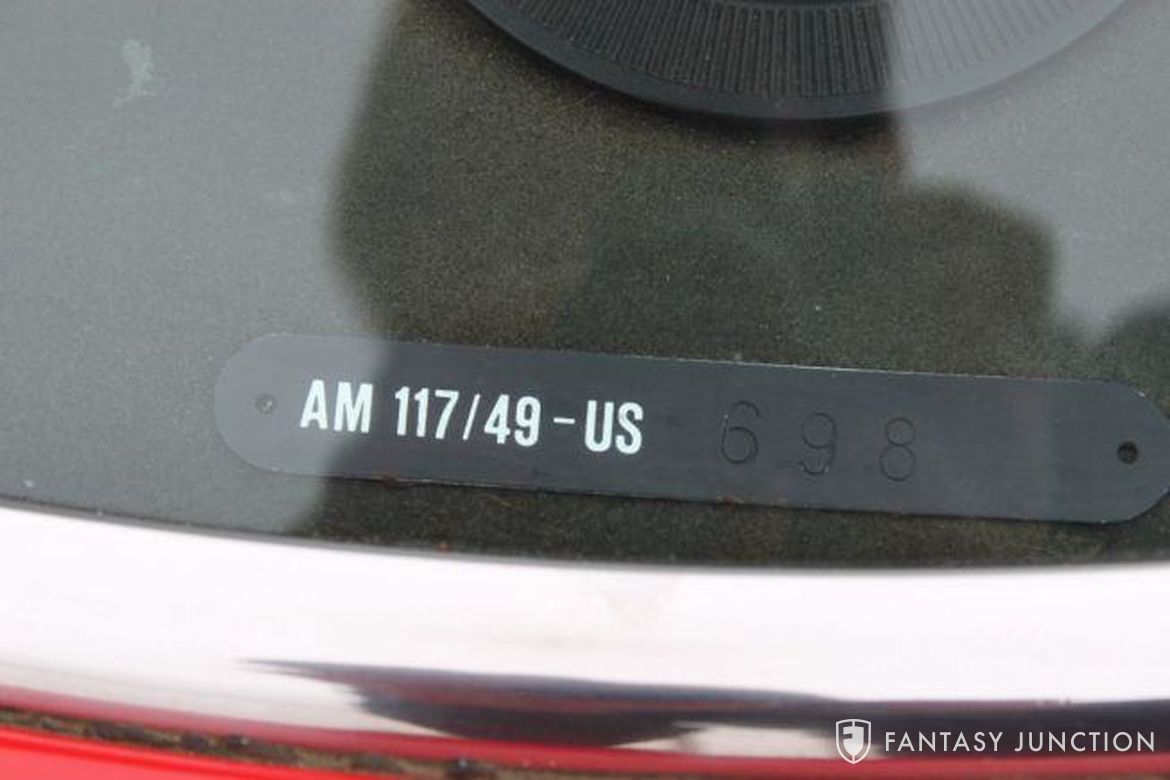 AM 117/49 - US 698
FANTASY JUNCTION